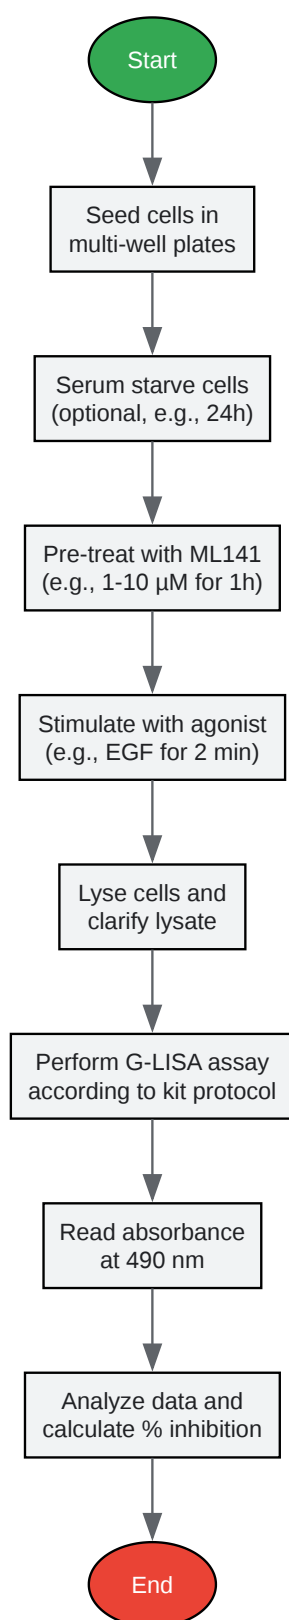 Start
Seed cells in
multi-well plates
Serum starve cells
(optional, e.g., 24h)
Pre-treat with ML141
(e.g., 1-10 µM for 1h)
Stimulate with agonist
(e.g., EGF for 2 min)
Lyse cells and
clarify lysate
Perform G-LISA assay
according to kit protocol
Read absorbance
at 490 nm
Analyze data and
calculate % inhibition
End